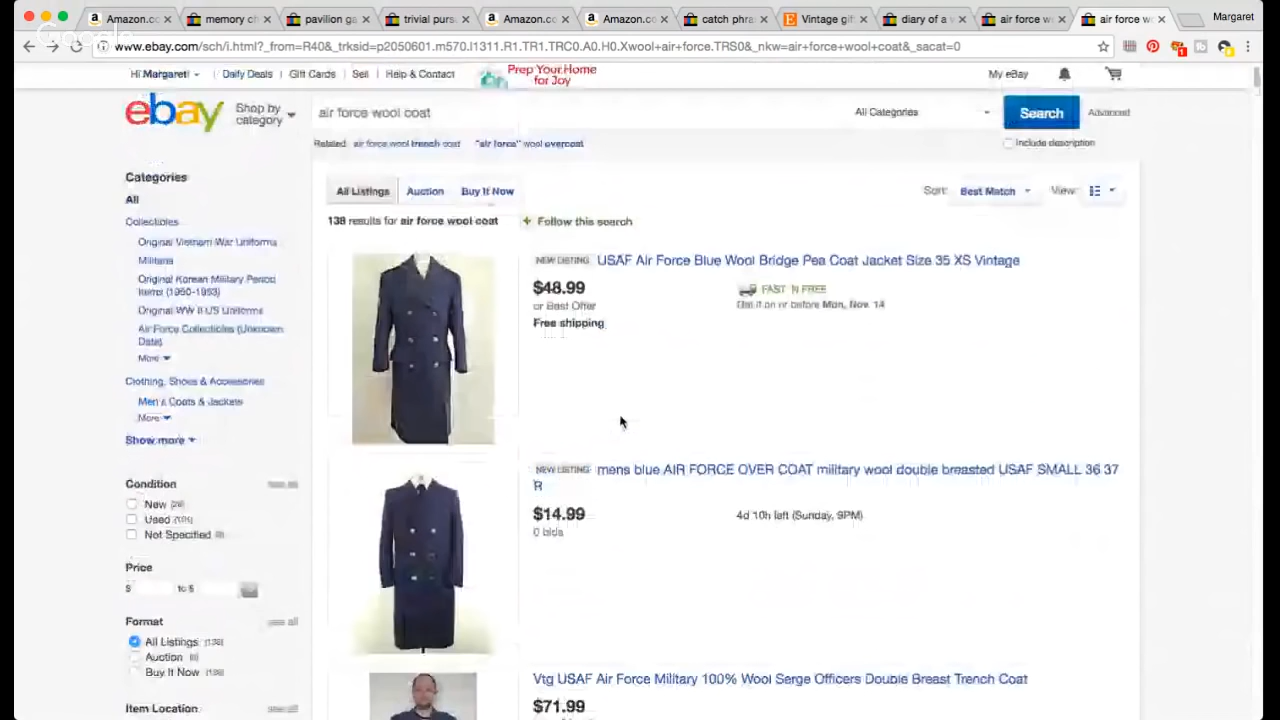 Amazon.co
memory ch
pavilion ga
trivial purs
Amazon.co
Amazon.co
catch phra
Vintage gif
diary of a v
air force wo
air force wo
Margaret
Google
www.ebay.com/sch/i.html?_from=R40&_trksid=p2050601.m570.l1311.R1.TR1.TRC0.A0.H0.Xwool+air+force.TRS0&_nkw=air+force+wool+coat&_sacat=0
Hi Margaret
Daily Deals
Gift Cards
Sell
Help & Contact
Prep Your Home
for Joy
My eBay
ebay
Shop by
category
air force wool coat
All Categories
Search
Advanced
Related: air force wool trench coat "air force" wool overcoat
Include description
Categories
All
Collectibles
Original Vietnam War Uniforms
Militaria
Original Korean Military Period
Items (1950-1953)
Original WW II US Uniforms
Air Force Collectibles (Unknown
Date)
More
Clothing, Shoes & Accessories
Men's Coats & Jackets
More
Show more
Condition
see all
New
Used
Not Specified
Price
$ to $
Format
see all
All Listings (138)
Auction
Buy It Now
Item Location
see all
All Listings
Auction
Buy It Now
Sort: Best Match
View:
138 results for air force wool coat
+ Follow this search
NEW LISTING USAF Air Force Blue Wool Bridge Pea Coat Jacket Size 35 XS Vintage
$48.99
or Best Offer
Free shipping
FAST 'N FREE
Get it on or before Mon, Nov. 14
NEW LISTING mens blue AIR FORCE OVER COAT military wool double breasted USAF SMALL 36 37
R
$14.99
0 bids
4d 10h left (Sunday, 9PM)
Vtg USAF Air Force Military 100% Wool Serge Officers Double Breast Trench Coat
$71.99